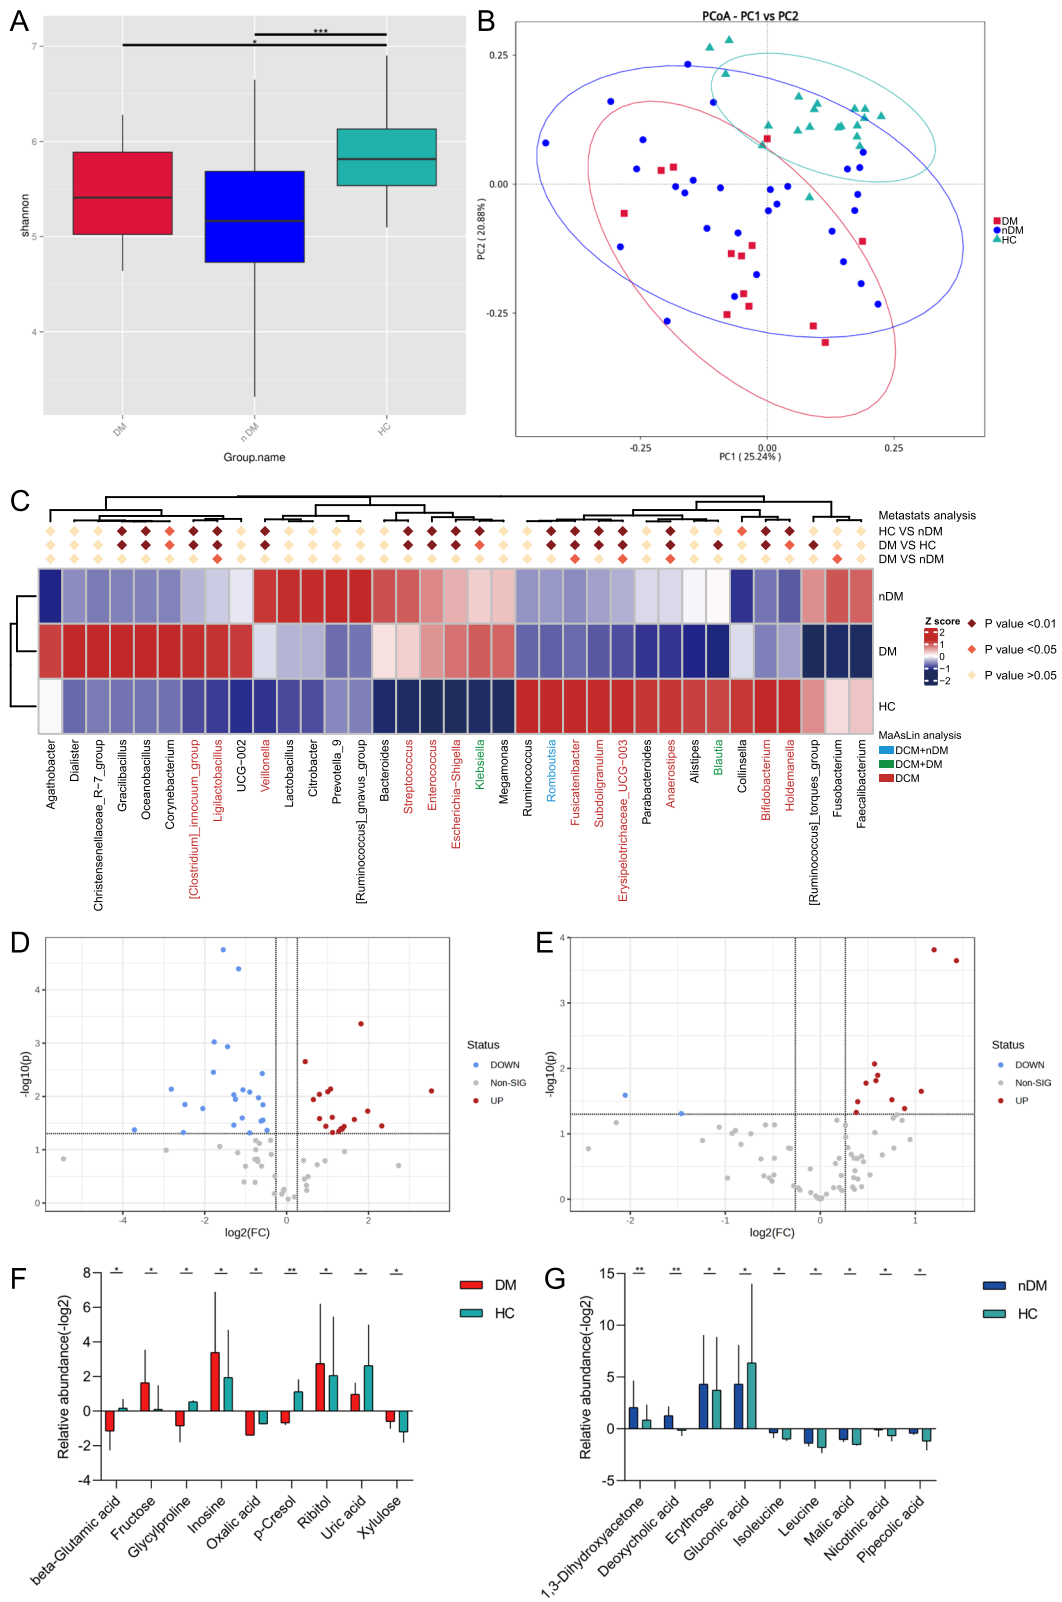 A
***
*
7
6
5
4
shannon
DM
n DM
HC
Group.name
B
PCoA - PC1 vs PC2
0.25
0.00
-0.25
PC2 ( 20.88% )
-0.25
0.00
0.25
PC1 ( 25.24% )
DM
nDM
HC
C
Metastats analysis
HC VS nDM
DM VS HC
DM VS nDM
nDM
DM
HC
Z score
2
1
0
−1
−2
P value <0.01
P value <0.05
P value >0.05
MaAsLin analysis
DCM+nDM
DCM+DM
DCM
Agathobacter
Dialister
Christensenellaceae_R−7_group
Gracilibacillus
Oceanobacillus
Corynebacterium
[Clostridium]_innocuum_group
Ligilactobacillus
UCG−002
Veillonella
Lactobacillus
Citrobacter
Prevotella_9
[Ruminococcus]_gnavus_group
Bacteroides
Streptococcus
Enterococcus
Escherichia−Shigella
Klebsiella
Megamonas
Ruminococcus
Romboutsia
Fusicatenibacter
Subdoligranulum
Erysipelotrichaceae_UCG−003
Parabacteroides
Anaerostipes
Alistipes
Blautia
Collinsella
Bifidobacterium
Holdemanella
[Ruminococcus]_torques_group
Fusobacterium
Faecalibacterium
D
4
3
2
1
0
-log10(p)
-4
-2
0
2
log2(FC)
Status
DOWN
Non-SIG
UP
E
4
3
2
1
0
-log10(p)
-2
-1
0
1
log2(FC)
Status
DOWN
Non-SIG
UP
F
8
6
4
2
0
-2
-4
Relative abundance(-log2)
* * * * * ** * * *
DM
HC
beta-Glutamic acid
Fructose
Glycylproline
Inosine
Oxalic acid
p-Cresol
Ribitol
Uric acid
Xylulose
G
15
10
5
0
-5
Relative abundance(-log2)
** ** * * * * * * *
nDM
HC
1,3-Dihydroxyacetone
Deoxycholic acid
Erythrose
Gluconic acid
Isoleucine
Leucine
Malic acid
Nicotinic acid
Pipecolic acid